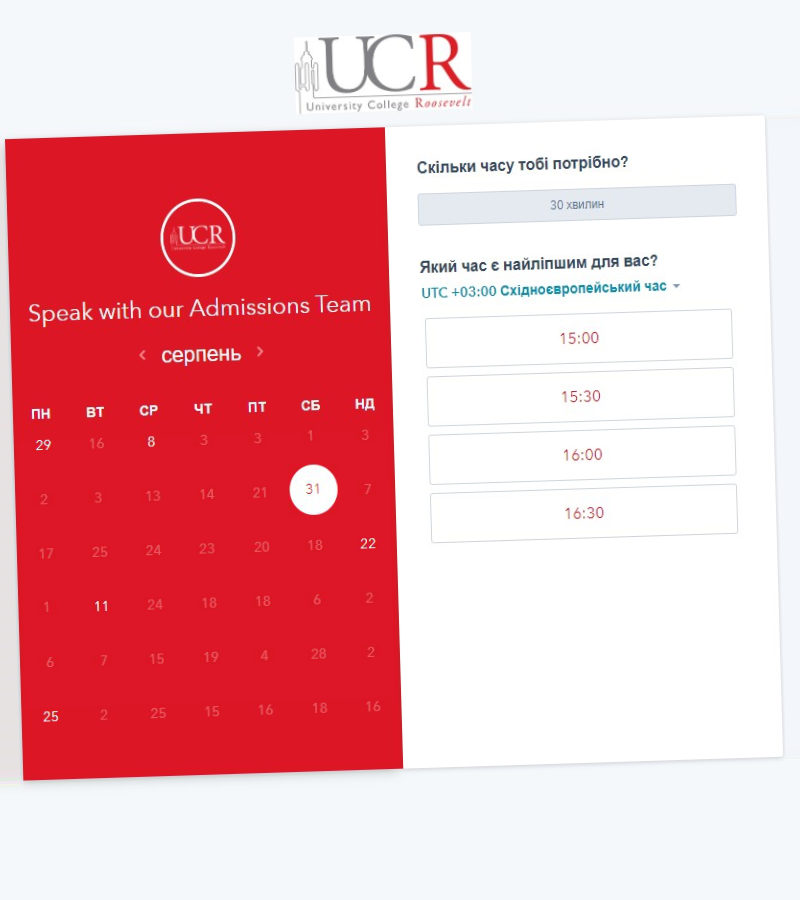 UCR
University College Roosevelt
UCR
Speak with our Admissions Team
серпень
ПН ВТ СР ЧТ ПТ СБ НД
29 16 8 3 3 1 3
2 3 13 14 21 31 7
17 25 24 23 20 18 22
1 11 24 18 18 6 2
6 7 15 19 4 28 2
25 2 25 15 16 18 16
Скільки часу тобі потрібно?
30 хвилин
Який час є найліпшим для вас?
UTC +03:00 Східноєвропейський час
15:00
15:30
16:00
16:30